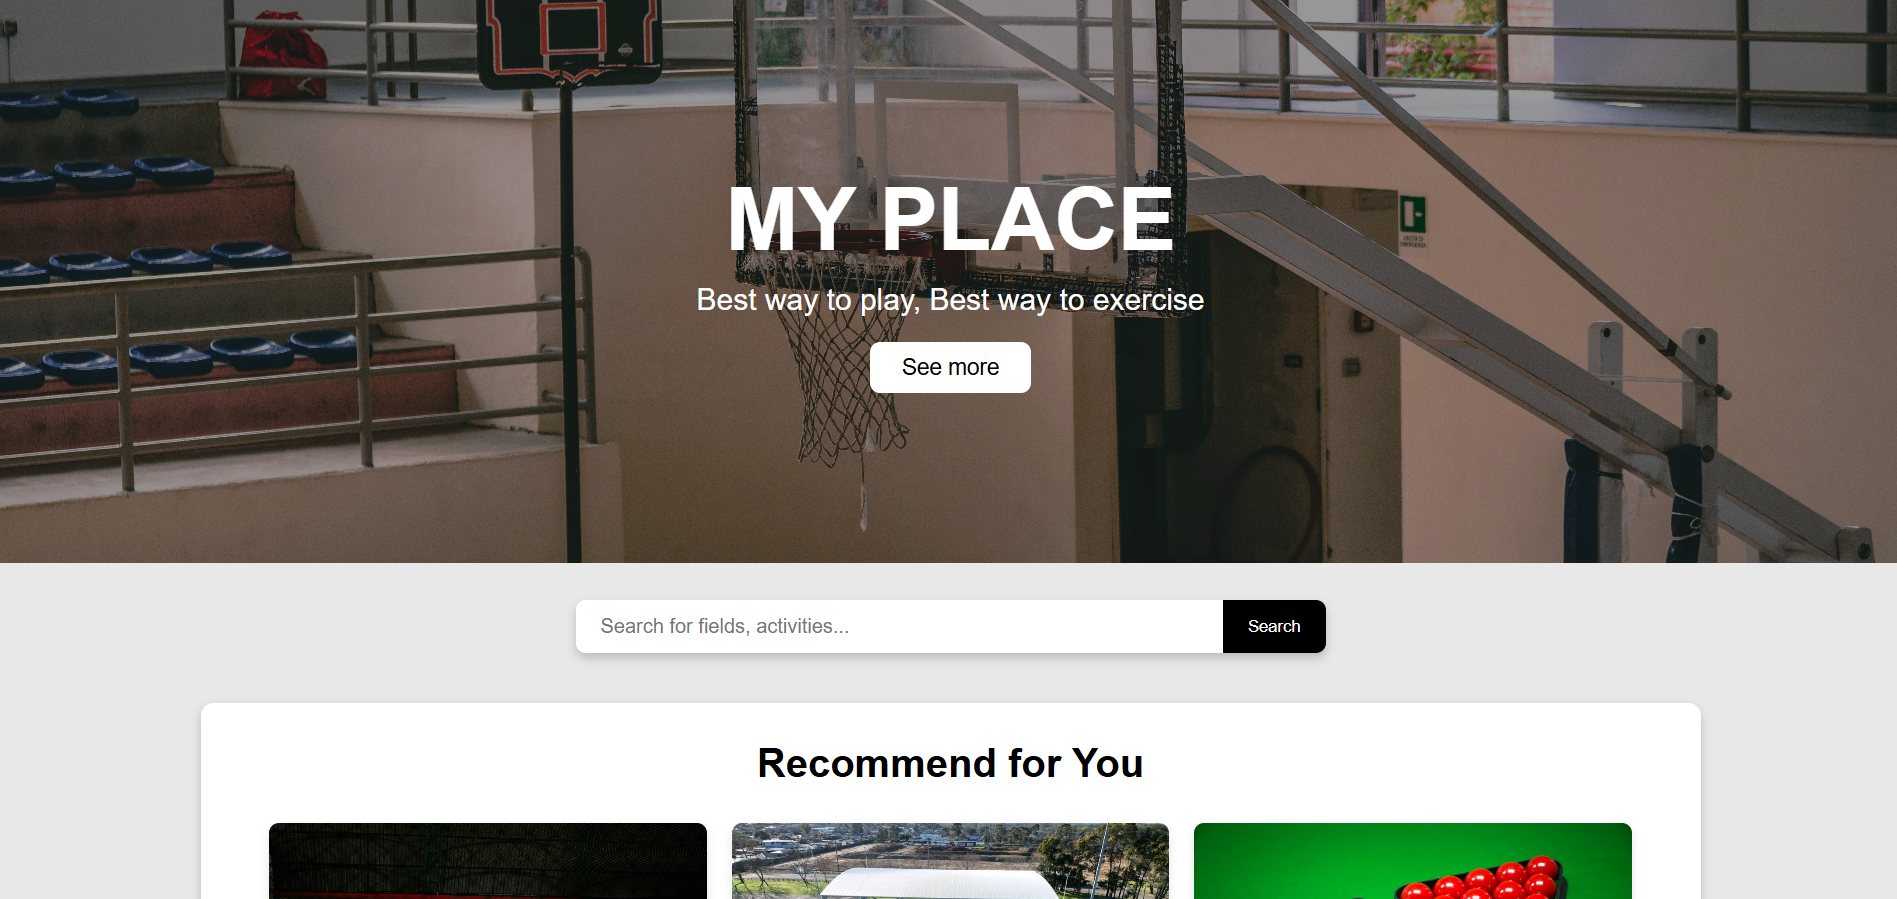 MY PLACE
Best way to play, Best way to exercise
See more
Search for fields, activities...
Search
Recommend for You